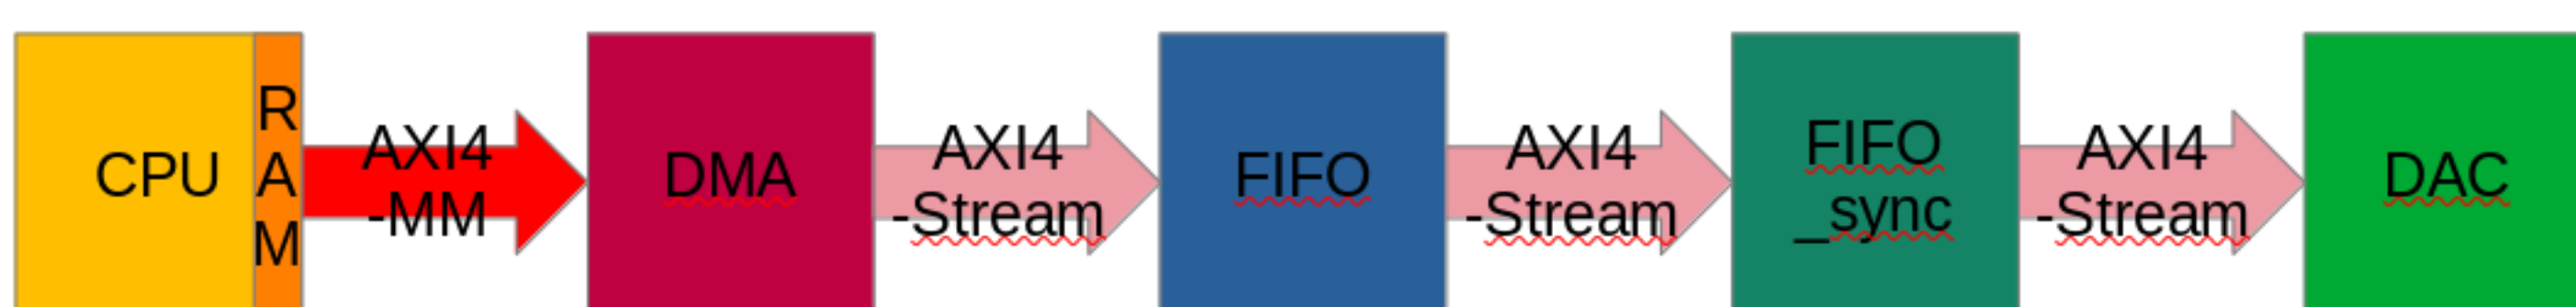 CPU
R
A
M
AXI4
-MM
DMA
AXI4
-Stream
FIFO
AXI4
-Stream
FIFO
_sync
AXI4
-Stream
DAC